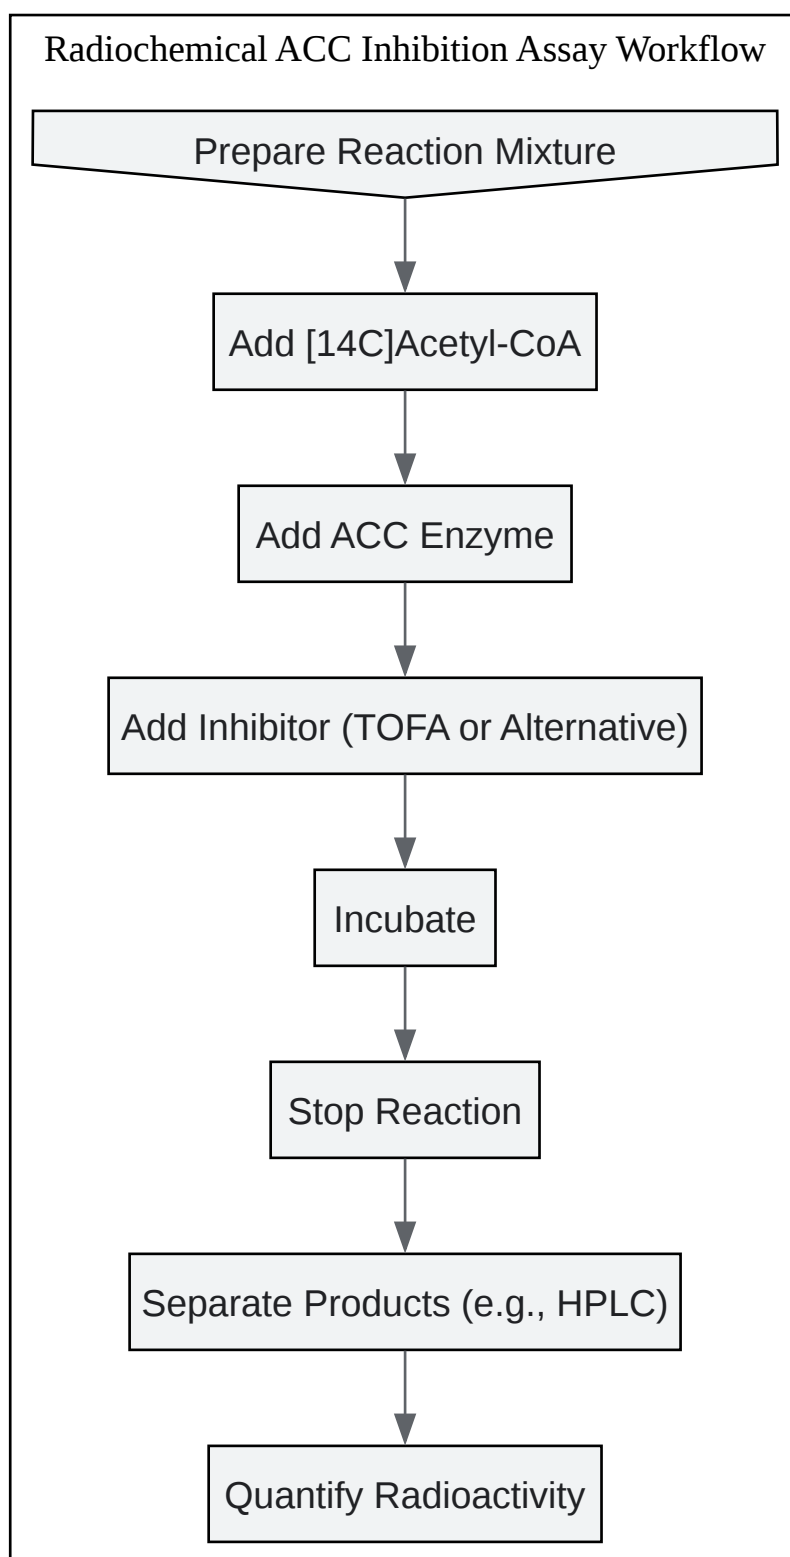 Radiochemical ACC Inhibition Assay Workflow
Prepare Reaction Mixture
Add [14C]Acetyl-CoA
Add ACC Enzyme
Add Inhibitor (TOFA or Alternative)
Incubate
Stop Reaction
Separate Products (e.g., HPLC)
Quantify Radioactivity